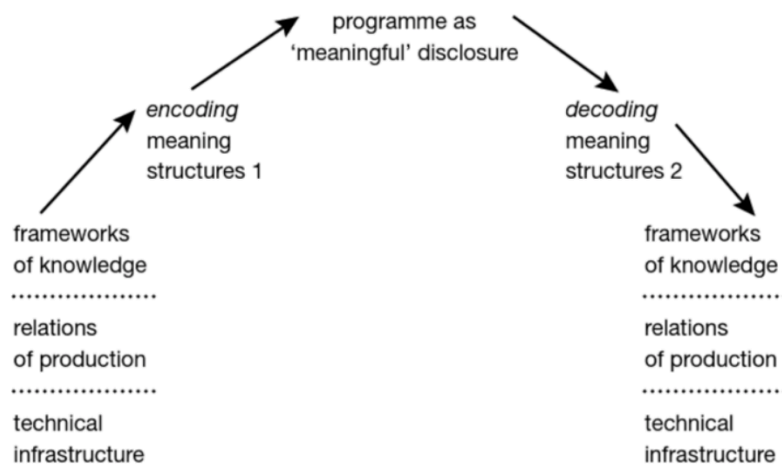 programme as
‘meaningful’ disclosure
encoding
meaning
structures 1
decoding
meaning
structures 2
frameworks
of knowledge
relations
of production
technical
infrastructure
frameworks
of knowledge
relations
of production
technical
infrastructure